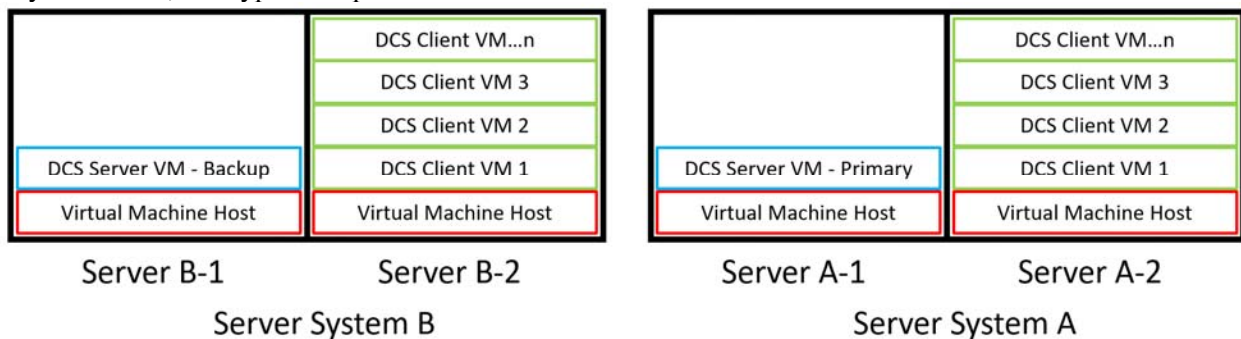 DCS Client VM...n
DCS Client VM 3
DCS Client VM 2
DCS Server VM - Backup
DCS Client VM 1
Virtual Machine Host
Virtual Machine Host
Server B-1
Server B-2
Server System B
DCS Client VM...n
DCS Client VM 3
DCS Client VM 2
DCS Server VM - Primary
DCS Client VM 1
Virtual Machine Host
Virtual Machine Host
Server A-1
Server A-2
Server System A